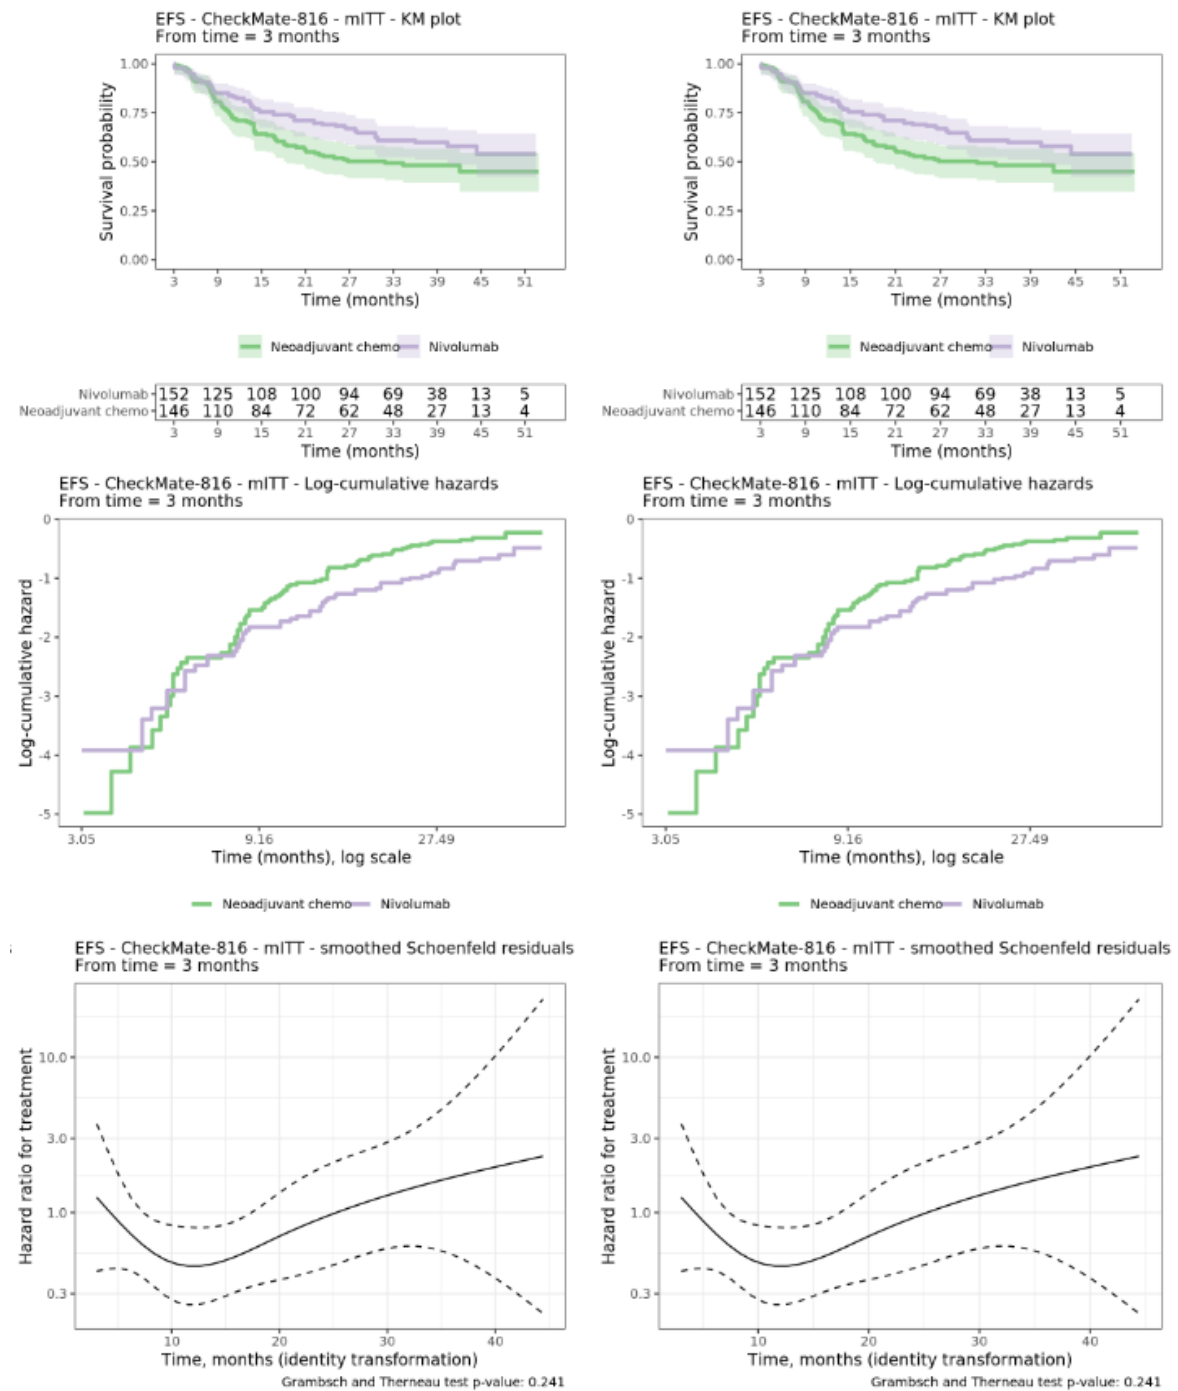 EFS - CheckMate-816 - mITT - KM plot
From time = 3 months
1.00
0.75
0.50
0.25
0.00
Survival probability
3 9 15 21 27 33 39 45 51
Time (months)
Neoadjuvant chemo Nivolumab
Nivolumab 152 125 108 100 94 69 38 13 5
Neoadjuvant chemo 146 110 84 72 62 48 27 13 4
3 9 15 21 27 33 39 45 51
Time (months)
EFS - CheckMate-816 - mITT - KM plot
From time = 3 months
1.00
0.75
0.50
0.25
0.00
Survival probability
3 9 15 21 27 33 39 45 51
Time (months)
Neoadjuvant chemo Nivolumab
Nivolumab 152 125 108 100 94 69 38 13 5
Neoadjuvant chemo 146 110 84 72 62 48 27 13 4
3 9 15 21 27 33 39 45 51
Time (months)
EFS - CheckMate-816 - mITT - Log-cumulative hazards
From time = 3 months
0
-1
-2
-3
-4
-5
Log-cumulative hazard
3.05 9.16 27.49
Time (months), log scale
Neoadjuvant chemo Nivolumab
EFS - CheckMate-816 - mITT - Log-cumulative hazards
From time = 3 months
0
-1
-2
-3
-4
-5
Log-cumulative hazard
3.05 9.16 27.49
Time (months), log scale
Neoadjuvant chemo Nivolumab
EFS - CheckMate-816 - mITT - smoothed Schoenfeld residuals
From time = 3 months
10.0
3.0
1.0
0.3
Hazard ratio for treatment
10 20 30 40
Time, months (identity transformation)
Grambsch and Therneau test p-value: 0.241
EFS - CheckMate-816 - mITT - smoothed Schoenfeld residuals
From time = 3 months
10.0
3.0
1.0
0.3
Hazard ratio for treatment
10 20 30 40
Time, months (identity transformation)
Grambsch and Therneau test p-value: 0.241